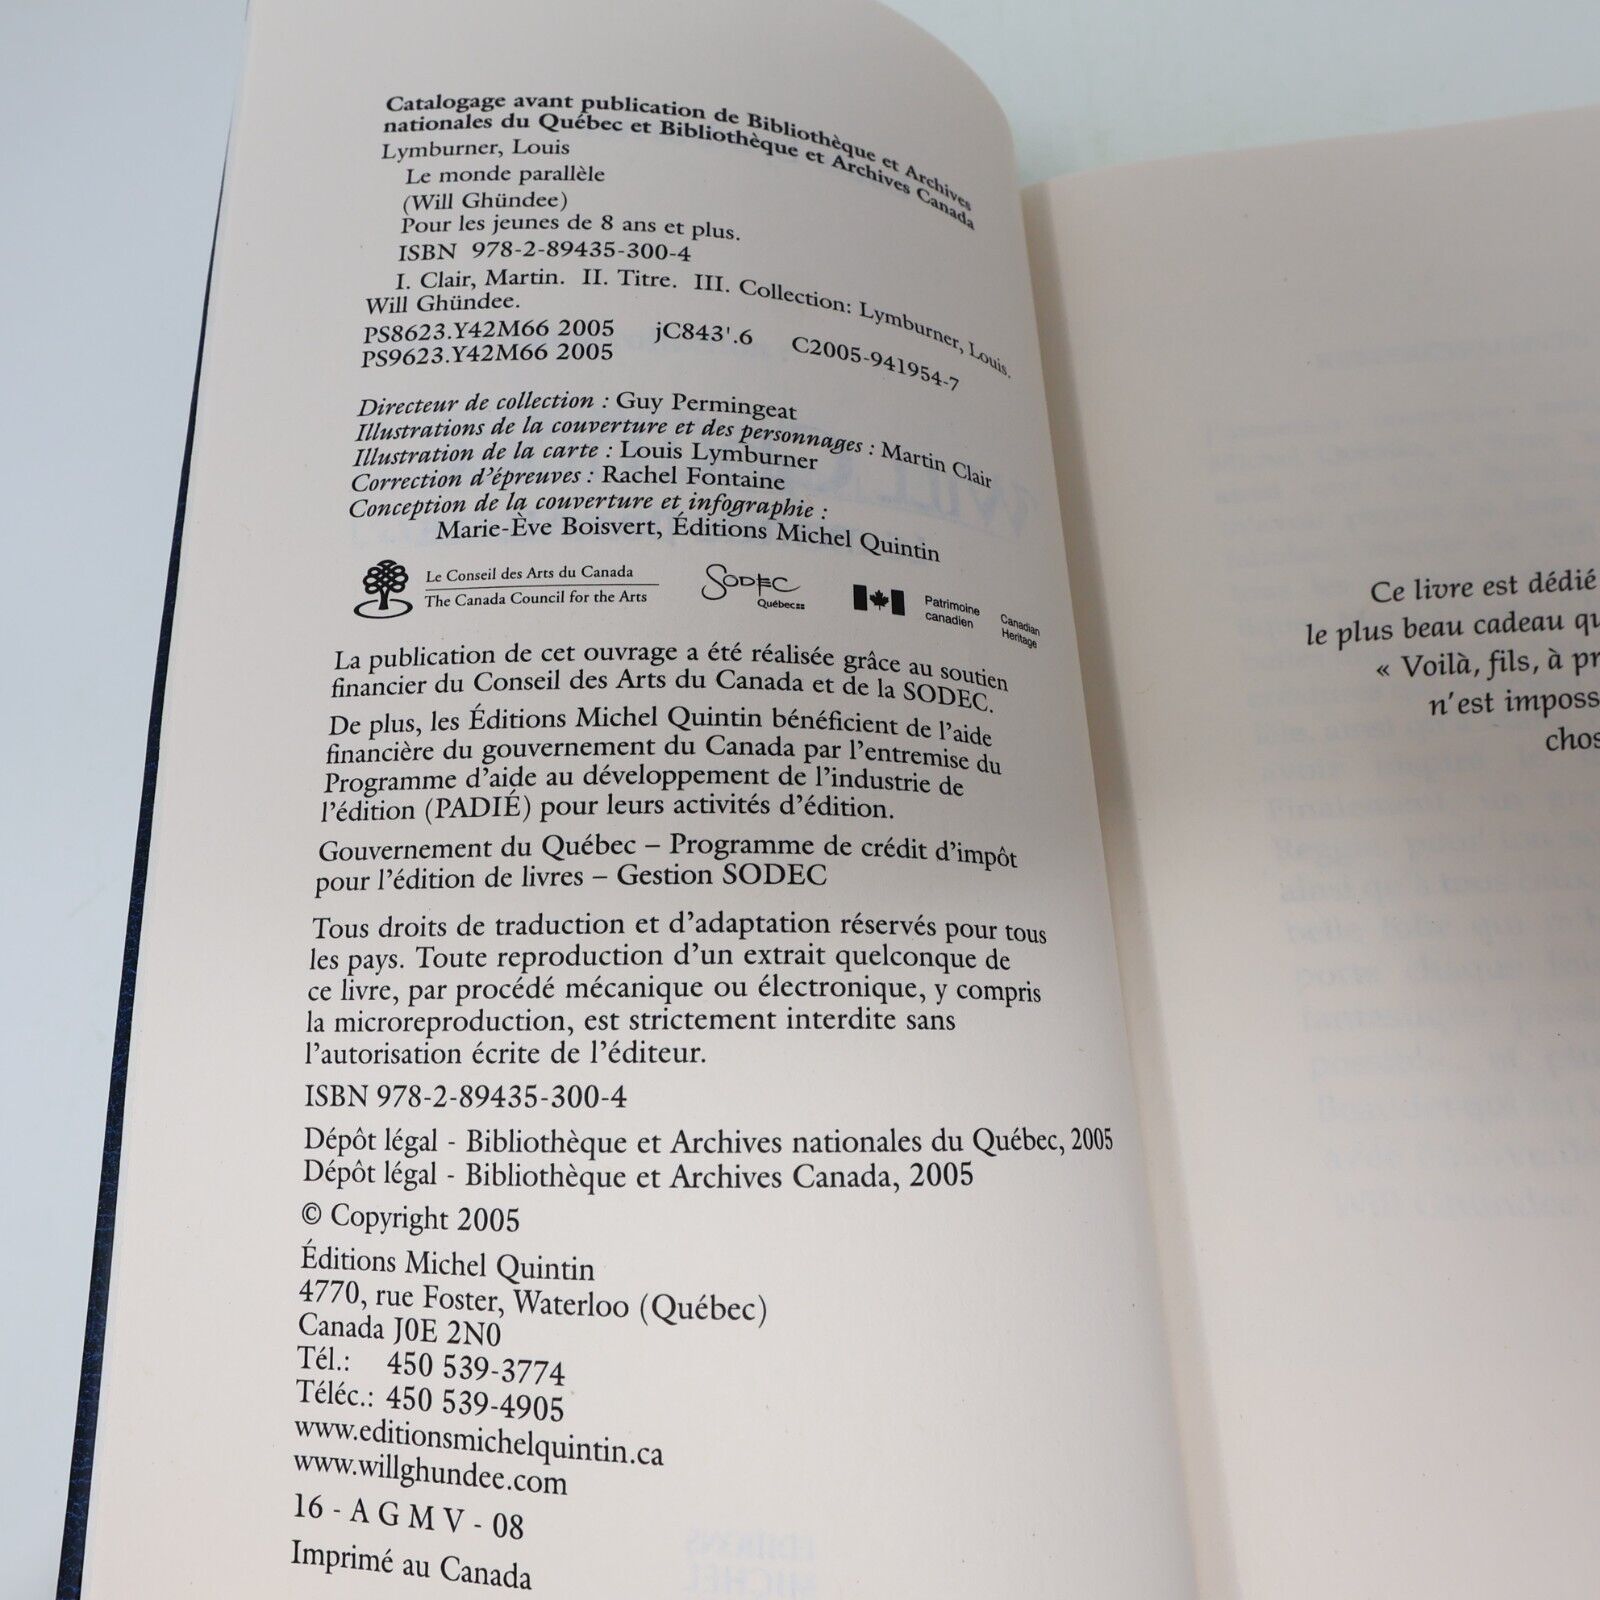 Catalogage avant publication de Bibliothèque et Archives
nationales du Québec et Bibliothèque et Archives Canada
Lymburner, Louis
Le monde parallèle
(Will Ghündee)
Pour les jeunes de 8 ans et plus.
ISBN 978-2-89435-300-4
I. Clair, Martin. II. Titre. III. Collection: Lymburner, Louis.
Will Ghündee.
PS8623.Y42M66 2005 jC843'.6 C2005-941954-7
PS9623.Y42M66 2005
Directeur de collection : Guy Permingeat
Illustrations de la couverture et des personnages : Martin Clair
Illustration de la carte : Louis Lymburner
Correction d'épreuves : Rachel Fontaine
Conception de la couverture et infographie :
Marie-Ève Boisvert, Éditions Michel Quintin
Le Conseil des Arts du Canada
The Canada Council for the Arts
SODEC
Québec
Patrimoine canadien
Canadian Heritage
La publication de cet ouvrage a été réalisée grâce au soutien
financier du Conseil des Arts du Canada et de la SODEC.
De plus, les Éditions Michel Quintin bénéficient de l'aide
financière du gouvernement du Canada par l'entremise du
Programme d'aide au développement de l'industrie de
l'édition (PADIÉ) pour leurs activités d'édition.
Gouvernement du Québec – Programme de crédit d'impôt
pour l'édition de livres – Gestion SODEC
Tous droits de traduction et d'adaptation réservés pour tous
les pays. Toute reproduction d'un extrait quelconque de
ce livre, par procédé mécanique ou électronique, y compris
la microreproduction, est strictement interdite sans
l'autorisation écrite de l'éditeur.
ISBN 978-2-89435-300-4
Dépôt légal - Bibliothèque et Archives nationales du Québec, 2005
Dépôt légal - Bibliothèque et Archives Canada, 2005
© Copyright 2005
Éditions Michel Quintin
4770, rue Foster, Waterloo (Québec)
Canada J0E 2N0
Tél.: 450 539-3774
Téléc.: 450 539-4905
www.editionsmichelquintin.ca
www.willghundee.com
16 - A G M V - 08
Imprimé au Canada
Ce livre est dédié
le plus beau cadeau qu
« Voilà, fils, à pr
n'est imposs
chos